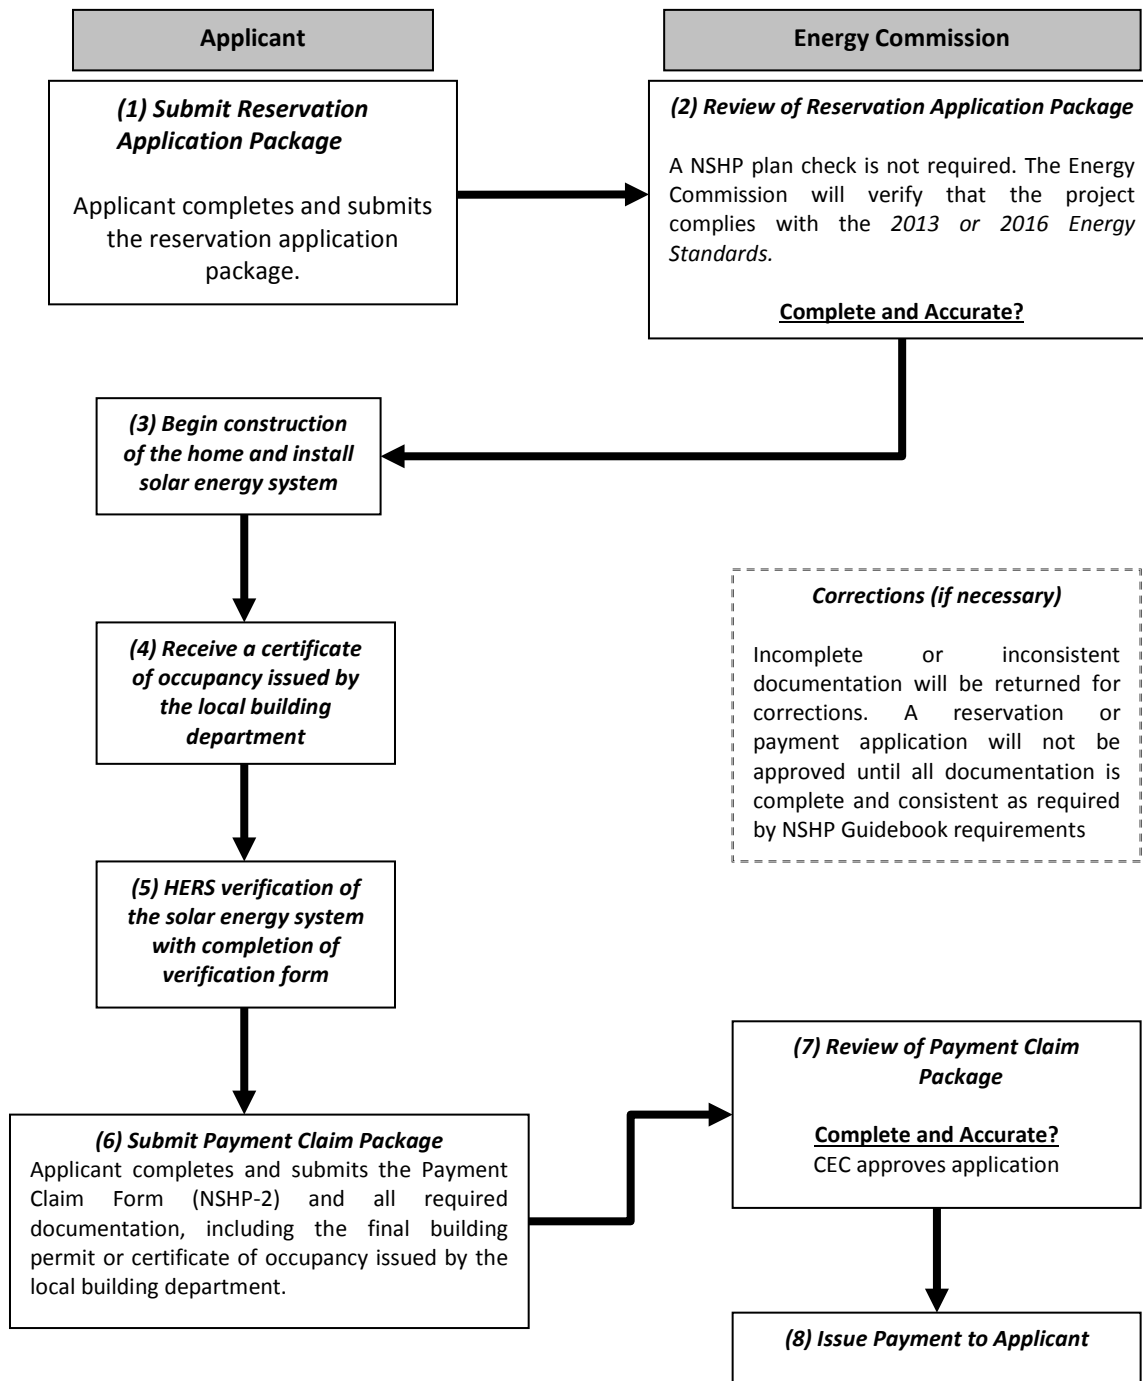 Applicant
Energy Commission
(1) Submit Reservation
Application Package
Applicant completes and submits
the reservation application
package.
(2) Review of Reservation Application Package
A NSHP plan check is not required. The Energy
Commission will verify that the project
complies with the 2013 or 2016 Energy
Standards.
Complete and Accurate?
(3) Begin construction
of the home and install
solar energy system
(4) Receive a certificate
of occupancy issued by
the local building
department
Corrections (if necessary)
Incomplete or inconsistent
documentation will be returned for
corrections. A reservation or
payment application will not be
approved until all documentation is
complete and consistent as required
by NSHP Guidebook requirements
(5) HERS verification of
the solar energy system
with completion of
verification form
(6) Submit Payment Claim Package
Applicant completes and submits the Payment
Claim Form (NSHP-2) and all required
documentation, including the final building
permit or certificate of occupancy issued by the
local building department.
(7) Review of Payment Claim
Package
Complete and Accurate?
CEC approves application
(8) Issue Payment to Applicant